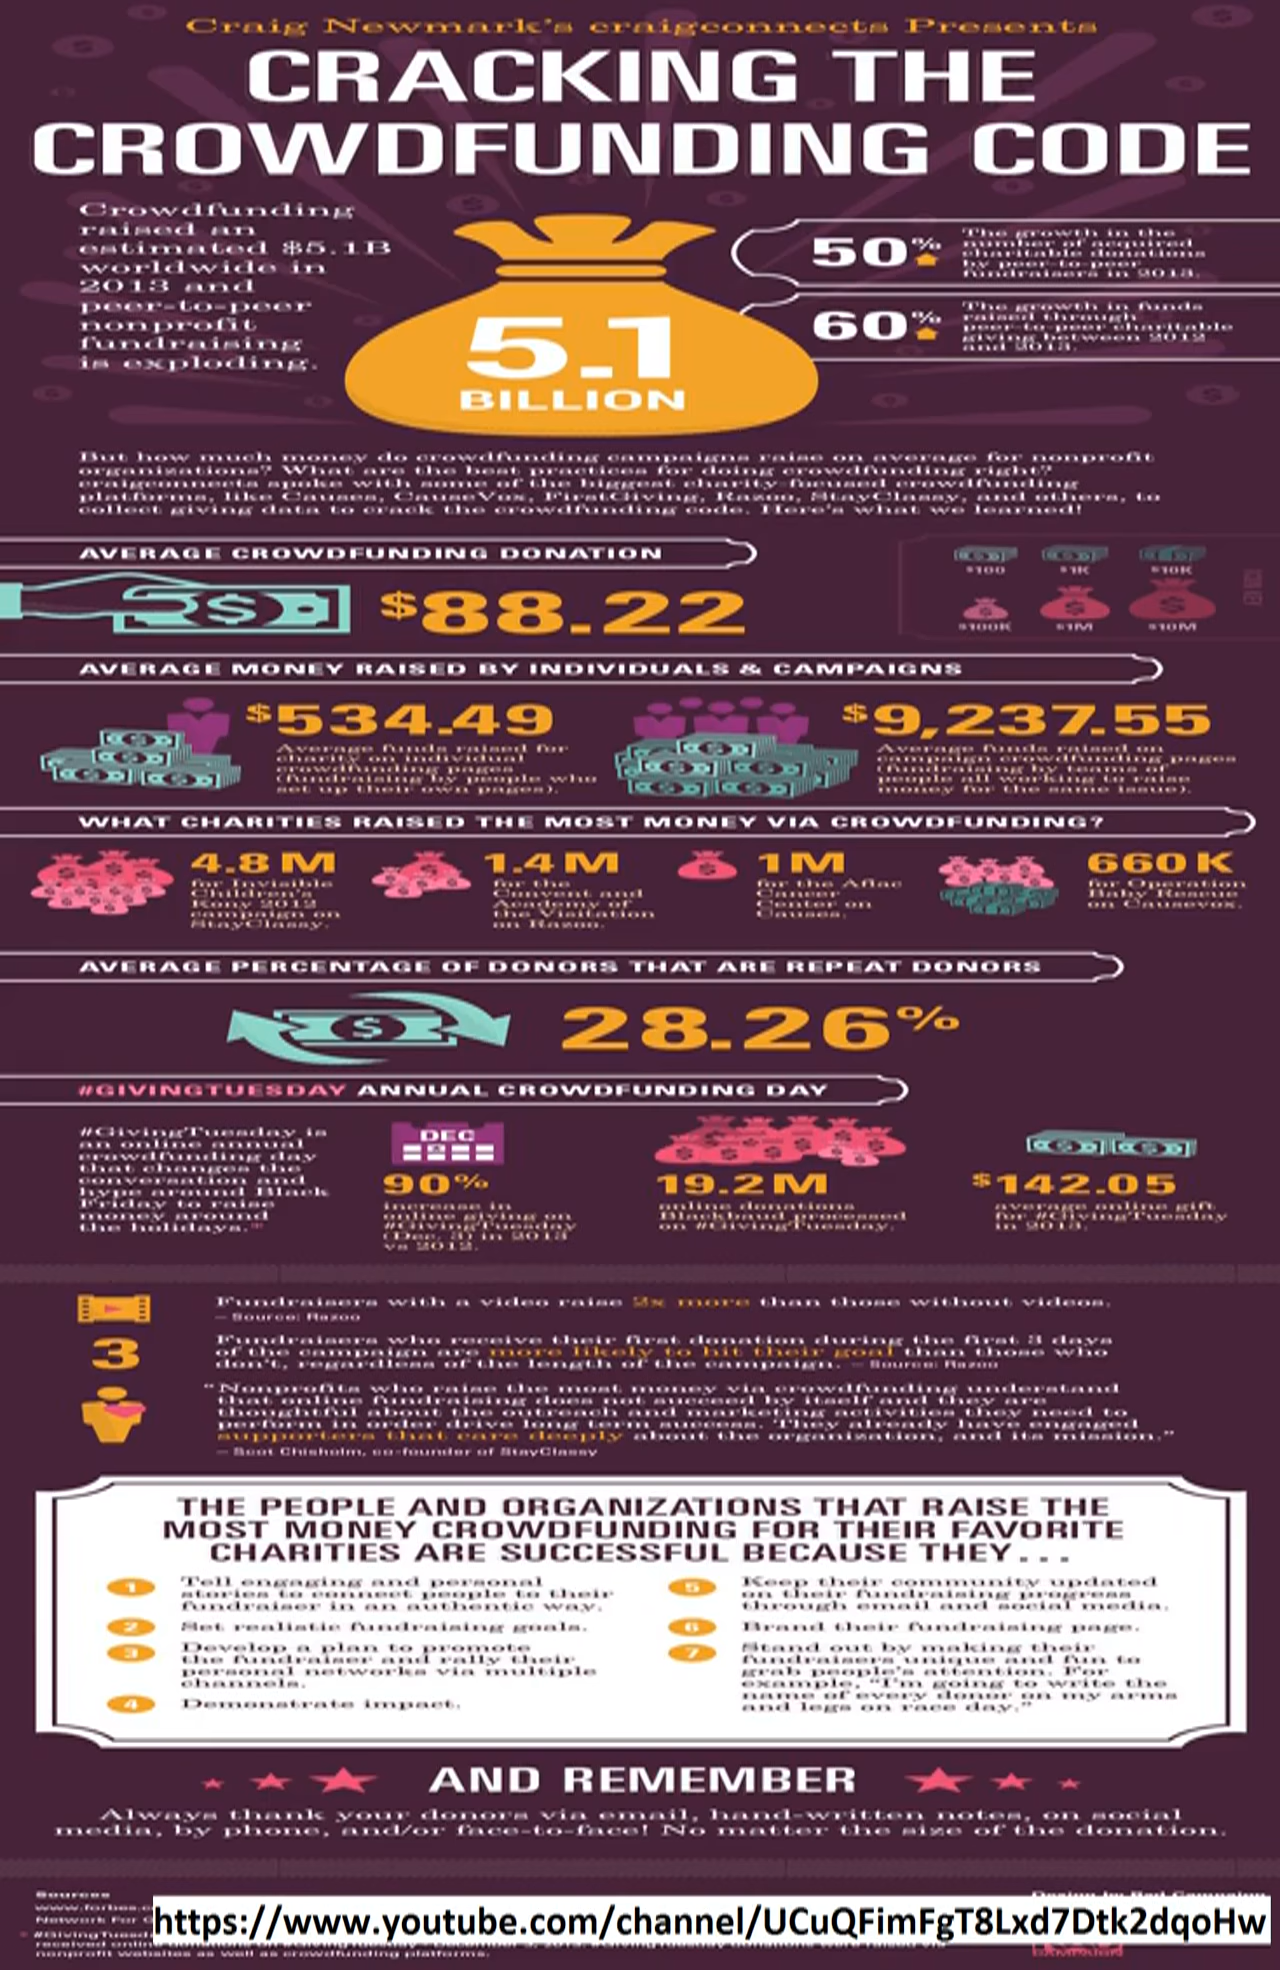 Craig Newmark's craigconnects Presents
CRACKING THE
CROWDFUNDING CODE
Crowdfunding
raised an
estimated $5.1B
worldwide in
2013 and
peer-to-peer
nonprofit
fundraising
is exploding.
5.1
BILLION
50%
The growth in the
number of acquired
charitable donations
by peer-to-peer
fundraisers in 2013.
60%
The growth in funds
raised through
peer-to-peer charitable
giving between 2012
and 2013.
But how much money do crowdfunding campaigns raise on average for nonprofit
organizations? What are the best practices for doing crowdfunding right?
craigconnects spoke with some of the biggest charity-focused crowdfunding
platforms, like Causes, CauseVox, FirstGiving, Razoo, StayClassy, and others, to
collect giving data to crack the crowdfunding code. Here's what we learned!
AVERAGE CROWDFUNDING DONATION
$88.22
$100
$1K
$10K
$100K
$1M
$10M
AVERAGE MONEY RAISED BY INDIVIDUALS & CAMPAIGNS
$534.49
Average funds raised for
charity on individual
crowdfunding pages
(fundraising by people who
set up their own pages).
$9,237.55
Average funds raised on
campaign crowdfunding pages
(fundraising by teams of
people all working to raise
money for the same issue).
WHAT CHARITIES RAISED THE MOST MONEY VIA CROWDFUNDING?
4.8 M
for Invisible
Children's
Kony 2012
campaign on
StayClassy.
1.4 M
for the
Convent and
Academy of
the Visitation
on Razoo.
1 M
for the Aflac
Cancer
Center on
Causes.
660 K
for Operation
Baby Rescue
on Causevox.
AVERAGE PERCENTAGE OF DONORS THAT ARE REPEAT DONORS
28.26%
#GIVINGTUESDAY ANNUAL CROWDFUNDING DAY
#GivingTuesday is
an online annual
crowdfunding day
that changes the
conversation and
hype around Black
Friday to raise
money around
the holidays.*
DEC
90%
increase in
online giving on
#GivingTuesday
(Dec. 3) in 2013
vs 2012.
19.2 M
online donations
Blackbaud processed
on #GivingTuesday.
$142.05
average online gift
for #GivingTuesday
in 2013.
Fundraisers with a video raise 2x more than those without videos.
– Source: Razoo
3
Fundraisers who receive their first donation during the first 3 days
of the campaign are more likely to hit their goal than those who
don't, regardless of the length of the campaign. – Source: Razoo
"Nonprofits who raise the most money via crowdfunding understand
that online fundraising does not succeed by itself and they are
thoughtful about the outreach and marketing activities they need to
perform in order drive long term success. They already have engaged
supporters that care deeply about the organization, and its mission."
– Scot Chisholm, co-founder of StayClassy
THE PEOPLE AND ORGANIZATIONS THAT RAISE THE
MOST MONEY CROWDFUNDING FOR THEIR FAVORITE
CHARITIES ARE SUCCESSFUL BECAUSE THEY...
1 Tell engaging and personal
stories to connect people to their
fundraiser in an authentic way.
2 Set realistic fundraising goals.
3 Develop a plan to promote
the fundraiser and rally their
personal networks via multiple
channels.
4 Demonstrate impact.
5 Keep their community updated
on their fundraising progress
through email and social media.
6 Brand their fundraising page.
7 Stand out by making their
fundraisers unique and fun to
grab people's attention. For
example, "I'm going to write the
name of every donor on my arms
and legs on race day."
AND REMEMBER
Always thank your donors via email, hand-written notes, on social
media, by phone, and/or face-to-face! No matter the size of the donation.
Sources
www.forbes.c
Network For G
https://www.youtube.com/channel/UCuQFimFgT8Lxd7Dtk2dqoHw
nonprofit websites as well as crowdfunding platforms.